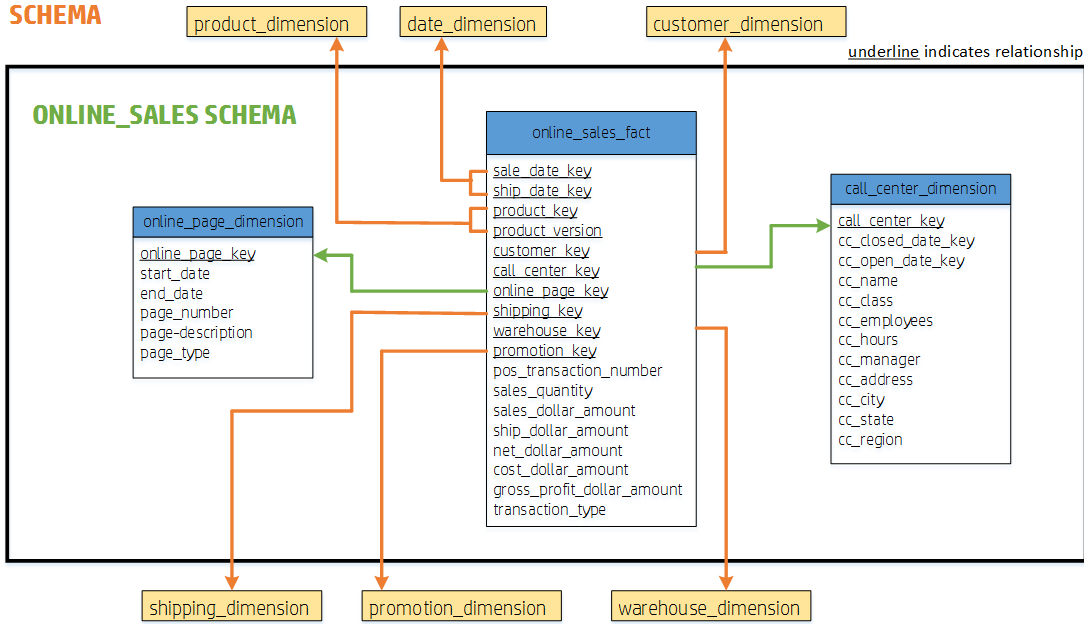 SCHEMA
product_dimension
date_dimension
customer_dimension
underline indicates relationship
ONLINE_SALES SCHEMA
online_sales_fact
sale_date_key
ship_date_key
product_key
product_version
customer_key
call_center_key
online_page_key
shipping_key
warehouse_key
promotion_key
pos_transaction_number
sales_quantity
sales_dollar_amount
ship_dollar_amount
net_dollar_amount
cost_dollar_amount
gross_profit_dollar_amount
transaction_type
online_page_dimension
online_page_key
start_date
end_date
page_number
page-description
page_type
call_center_dimension
call_center_key
cc_closed_date_key
cc_open_date_key
cc_name
cc_class
cc_employees
cc_hours
cc_manager
cc_address
cc_city
cc_state
cc_region
shipping_dimension
promotion_dimension
warehouse_dimension